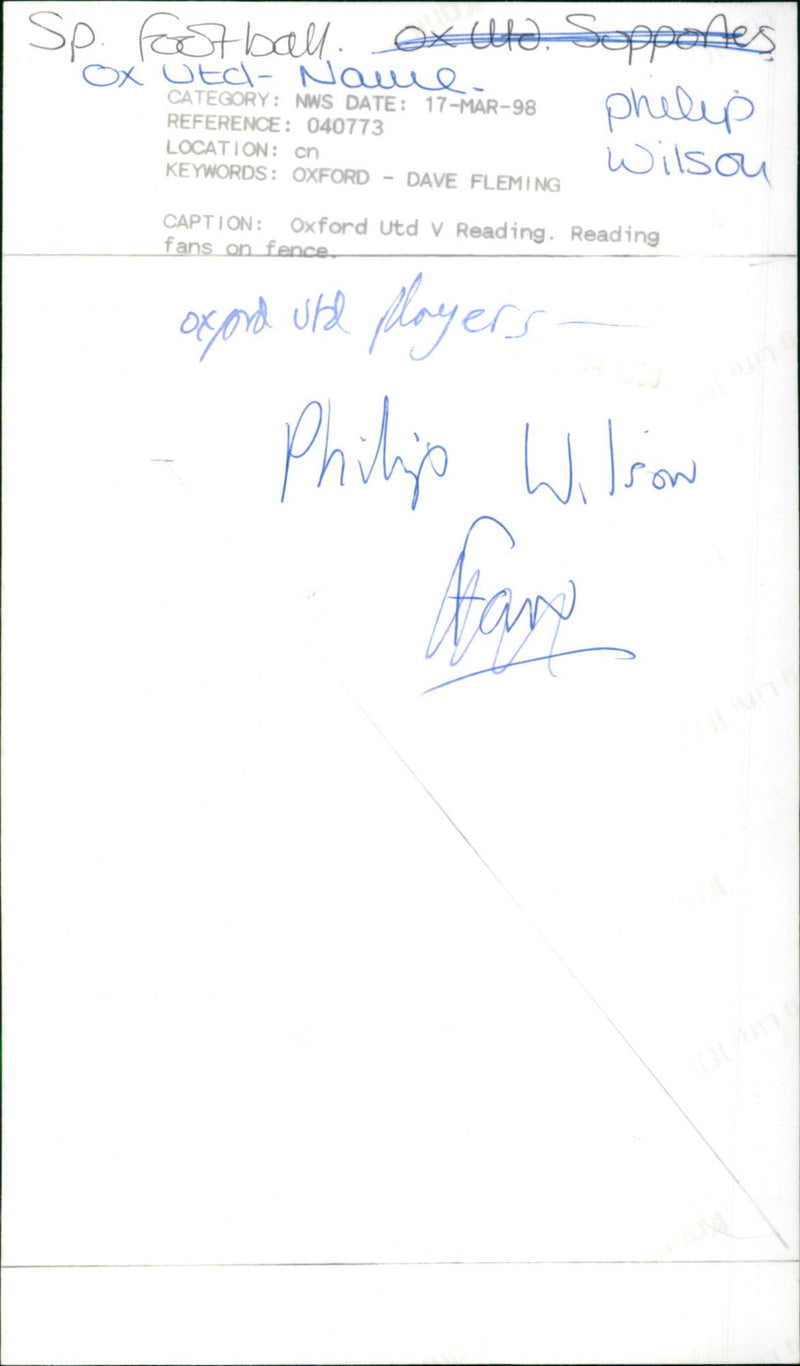 Sp. Football. Ox Utd. Supporters
Ox Utd - Name.
Philip
Wilson
CATEGORY: NWS DATE: 17-MAR-98
REFERENCE: 040773
LOCATION: cn
KEYWORDS: OXFORD - DAVE FLEMING
CAPTION: Oxford Utd V Reading. Reading
fans on fence.
oxford Utd players —
Philip Wilson